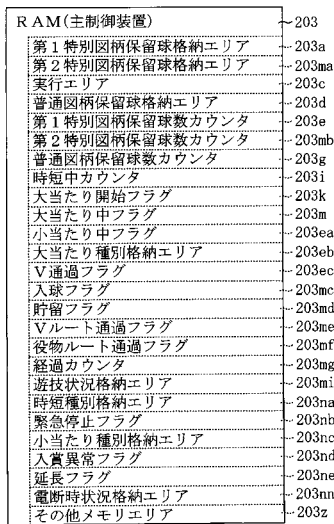 RAM(主制御装置) 203
第1特別図柄保留球格納エリア 203a
第2特別図柄保留球格納エリア 203ma
実行エリア 203c
普通図柄保留球格納エリア 203d
第1特別図柄保留球数カウンタ 203e
第2特別図柄保留球数カウンタ 203mb
普通図柄保留球数カウンタ 203g
時短中カウンタ 203i
大当たり開始フラグ 203k
大当たり中フラグ 203m
小当たり中フラグ 203ea
大当たり種別格納エリア 203eb
V通過フラグ 203ec
入球フラグ 203mc
貯留フラグ 203md
Vルート通過フラグ 203me
役物ルート通過フラグ 203mf
経過カウンタ 203mg
遊技状況格納エリア 203mi
時短種別格納エリア 203na
緊急停止フラグ 203nb
小当たり種別格納エリア 203nc
入賞異常フラグ 203nd
延長フラグ 203ne
電断時状況格納エリア 203nn
その他メモリエリア 203z